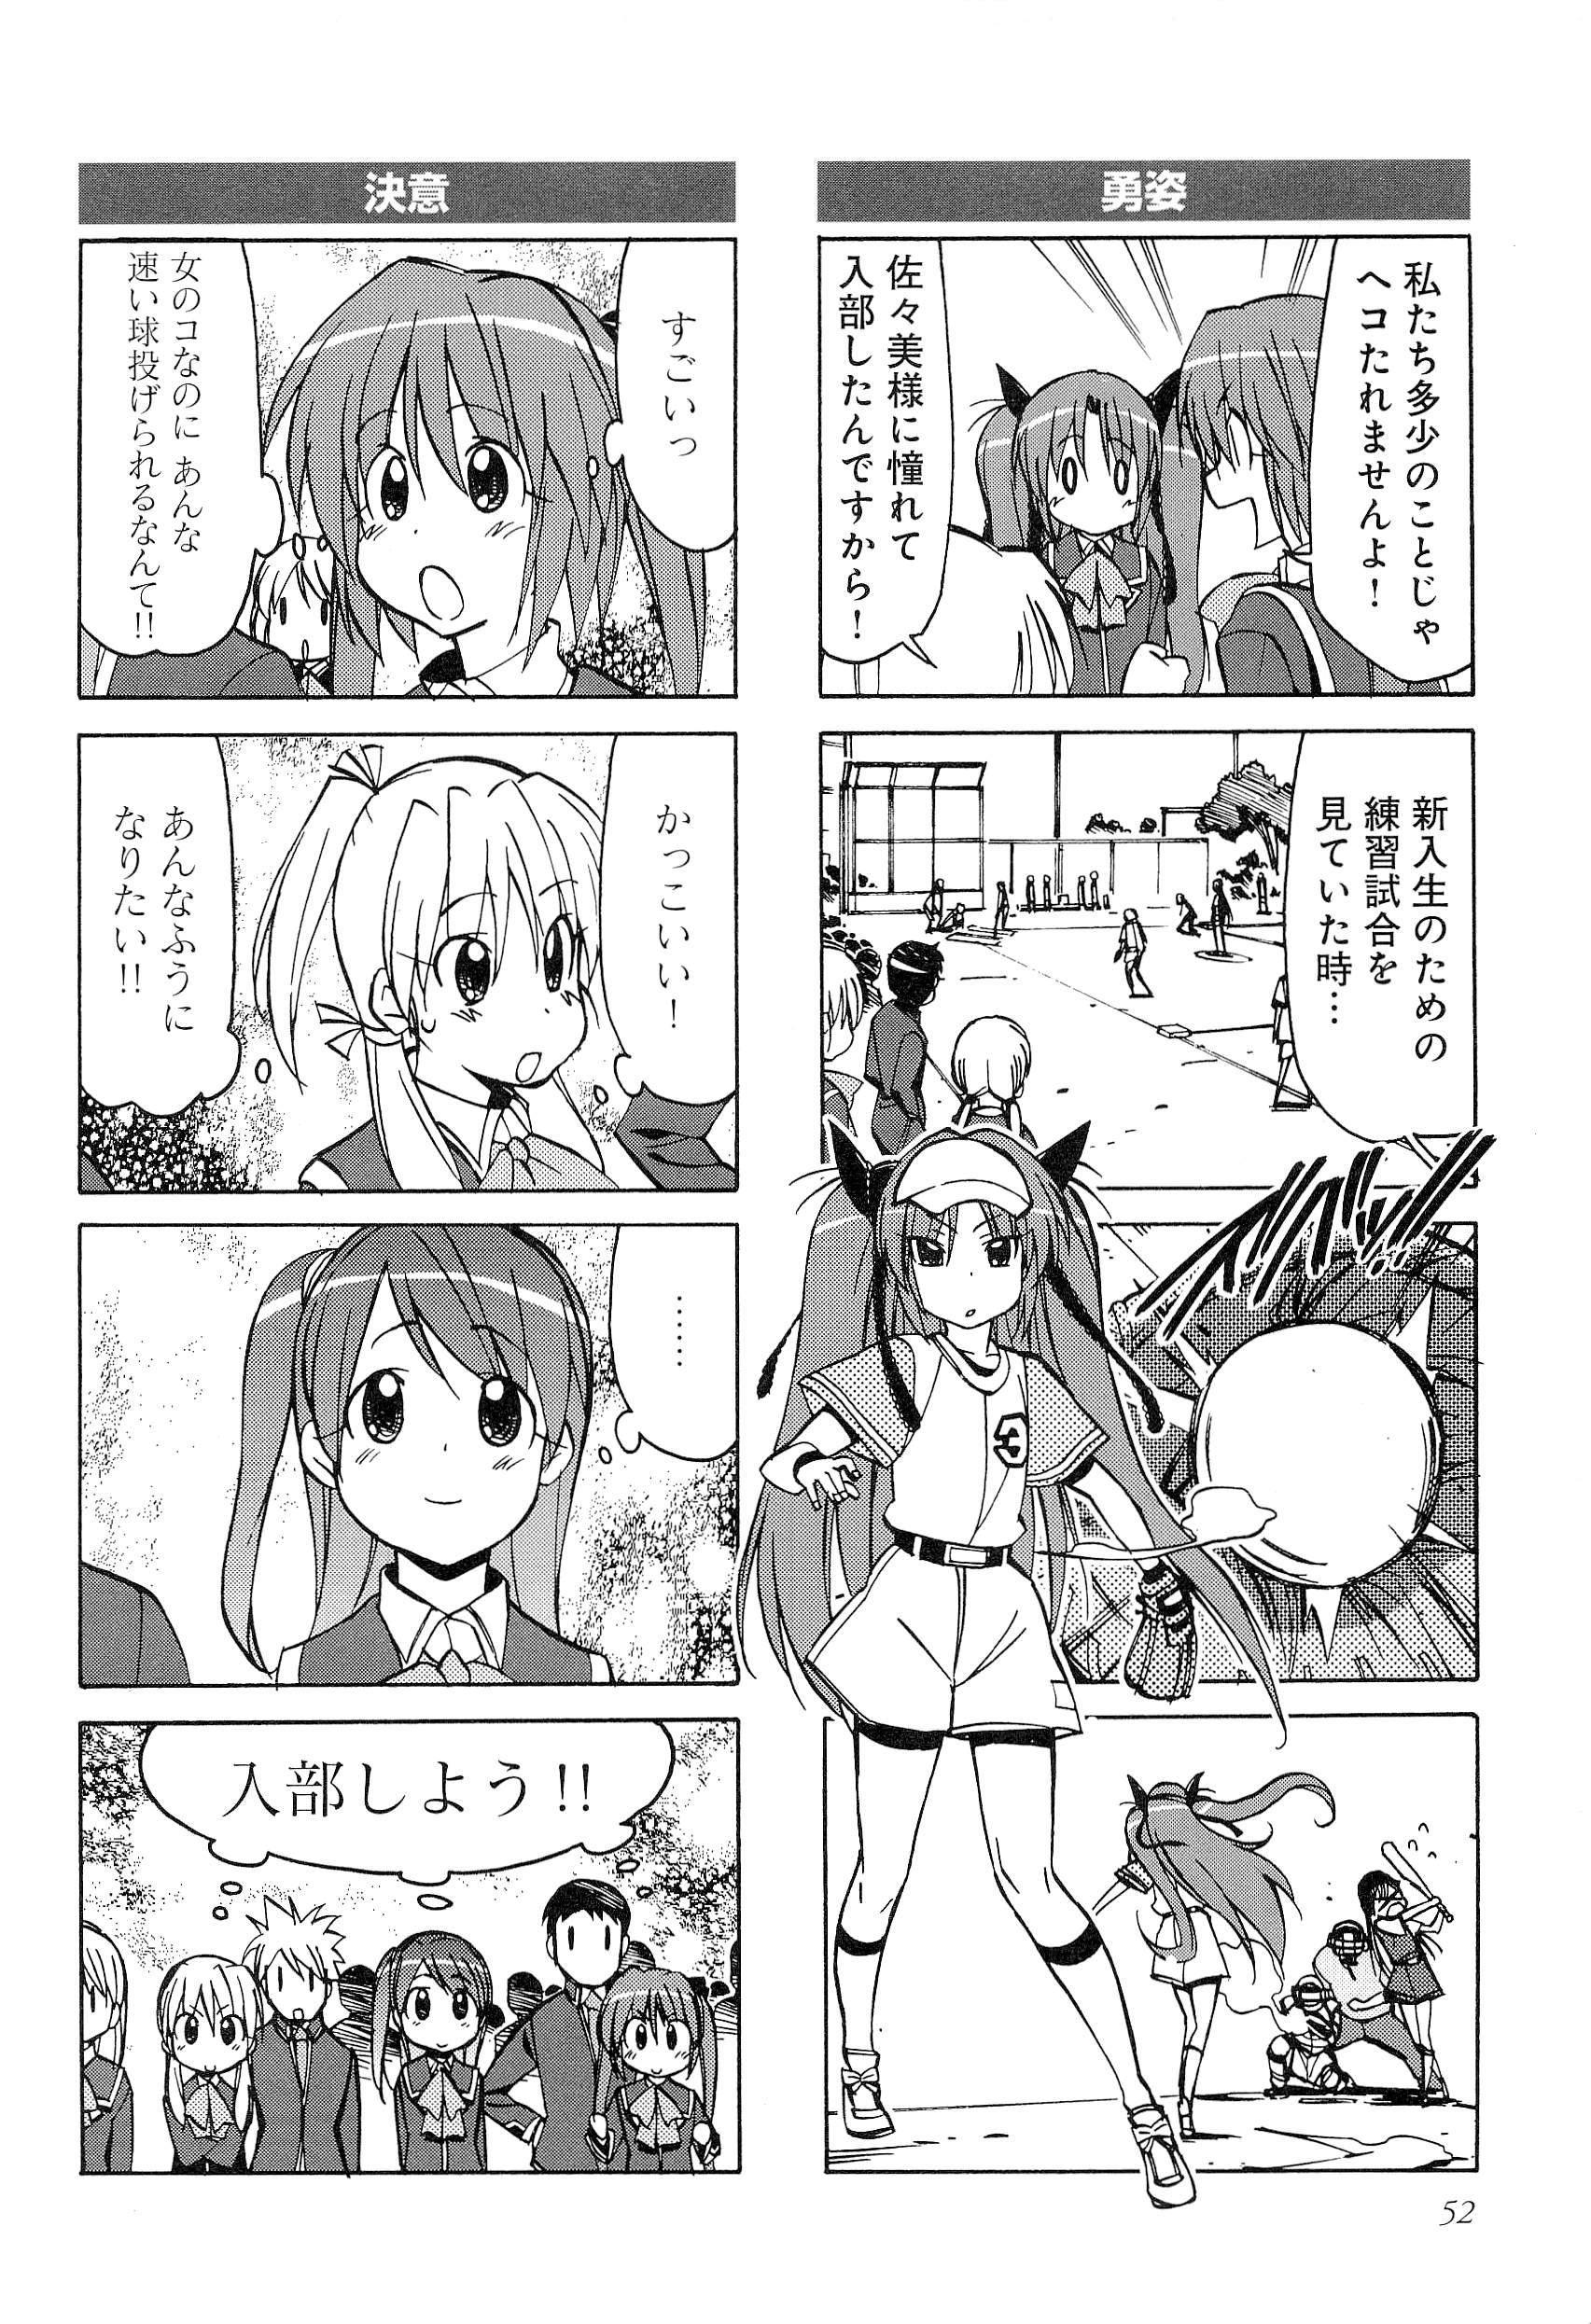 勇姿
私たち多少のことじゃ
ヘコたれませんよ！
佐々美様に憧れて
入部したんですから！
新入生のための
練習試合を
見ていた時…
ズバァッ
3
決意
すごいっ
女のコなのに あんな
速い球投げられるなんて!!
かっこいい！
あんなふうに
なりたい!!
……
入部しよう!!
52